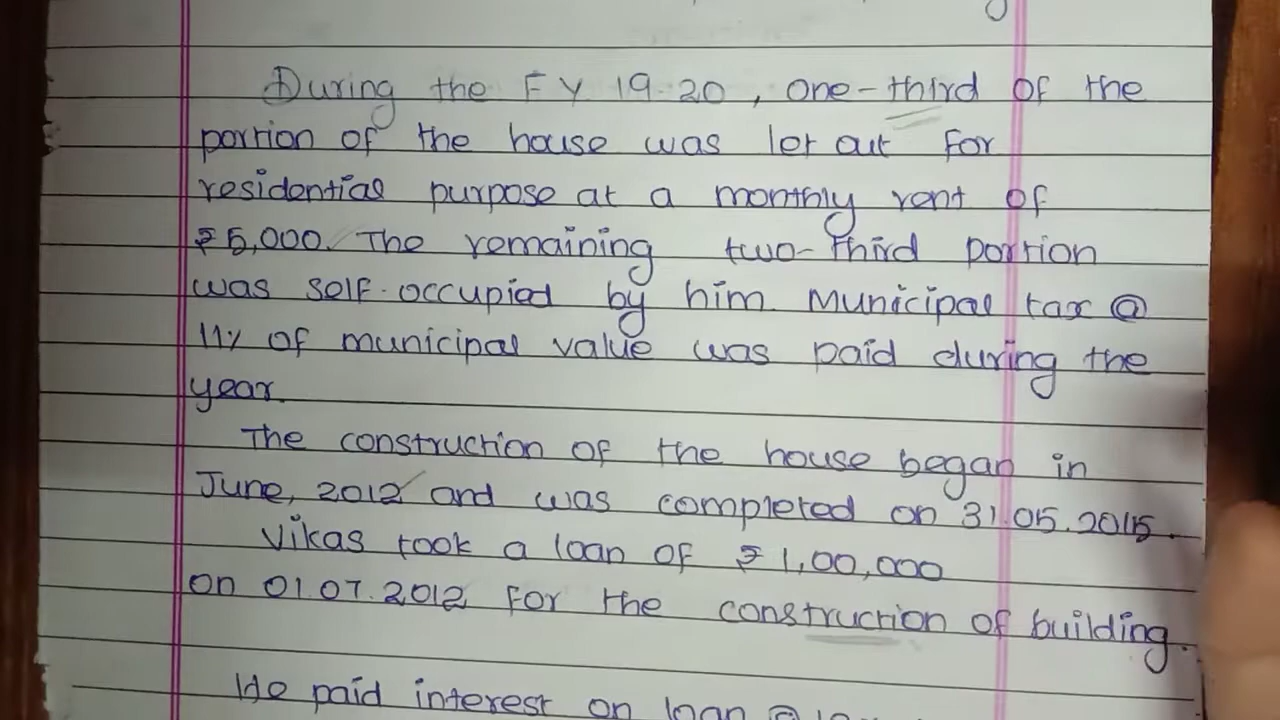 During the FY 19-20, one-third of the
portion of the house was let out for
residential purpose at a monthly rent of
₹5,000. The remaining two-third portion
was self-occupied by him. Municipal tax @
11% of municipal value was paid during the
year.
The construction of the house began in
June, 2012 and was completed on 31.05.2015.
Vikas took a loan of ₹1,00,000
on 01.07.2012 for the construction of building.
He paid interest on loan @